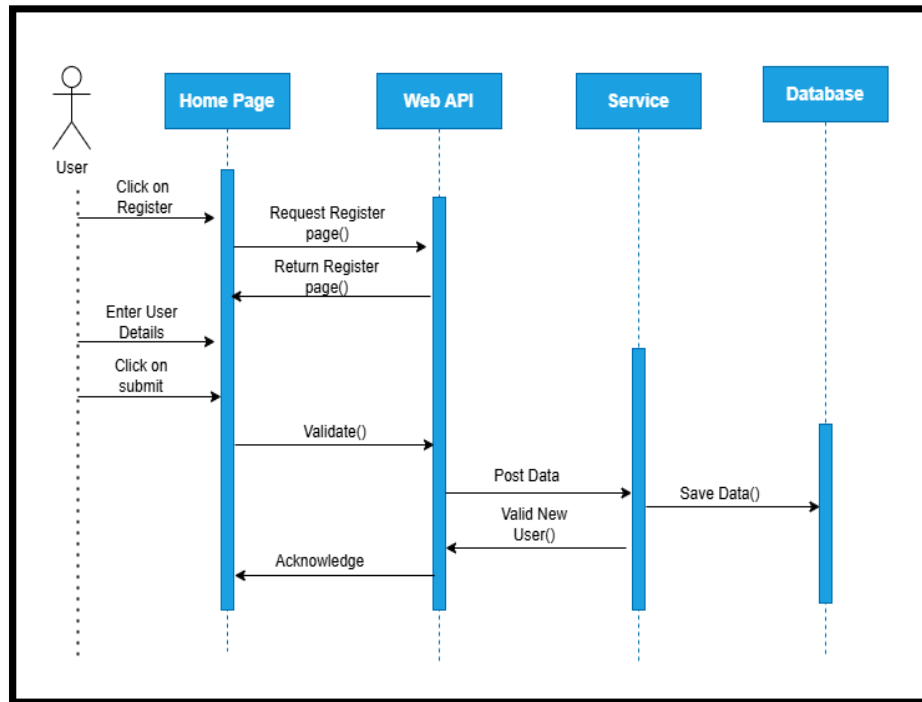 Home Page
Web API
Service
Database
User
Click on
Register
Request Register
page()
Return Register
page()
Enter User
Details
Click on
submit
Validate()
Post Data
Save Data()
Valid New
User()
Acknowledge